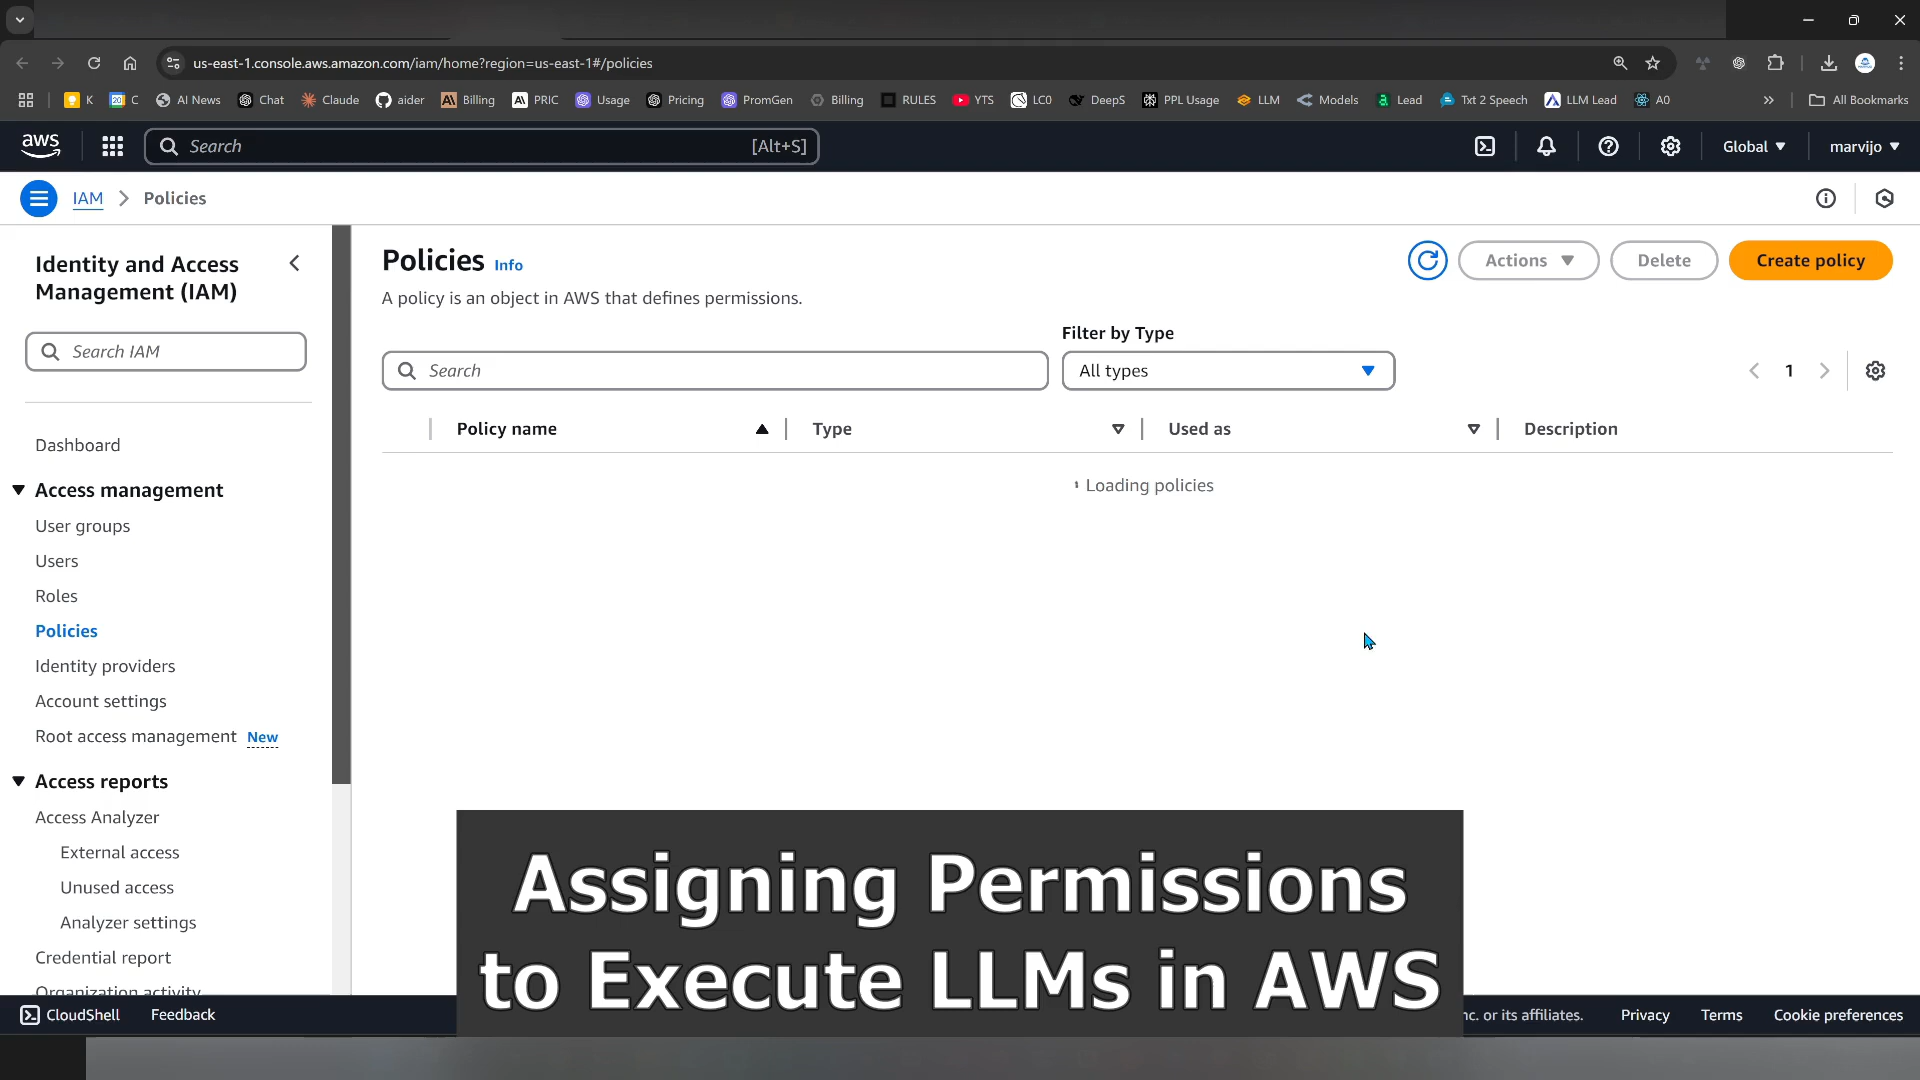 us-east-1.console.aws.amazon.com/iam/home?region=us-east-1#/policies
K
20 C
AI News
Chat
Claude
aider
Billing
PRIC
Usage
Pricing
PromGen
Billing
RULES
YTS
LC0
DeepS
PPL Usage
LLM
Models
Lead
Txt 2 Speech
LLM Lead
A0
All Bookmarks
aws
Search
[Alt+S]
Global
marvijo
IAM
Policies
Identity and Access
Management (IAM)
Search IAM
Dashboard
Access management
User groups
Users
Roles
Policies
Identity providers
Account settings
Root access management New
Access reports
Access Analyzer
External access
Unused access
Analyzer settings
Credential report
Organization activity
Policies Info
A policy is an object in AWS that defines permissions.
Actions
Delete
Create policy
Filter by Type
Search
All types
1
Policy name
Type
Used as
Description
Loading policies
Assigning Permissions
to Execute LLMs in AWS
CloudShell
Feedback
nc. or its affiliates.
Privacy
Terms
Cookie preferences